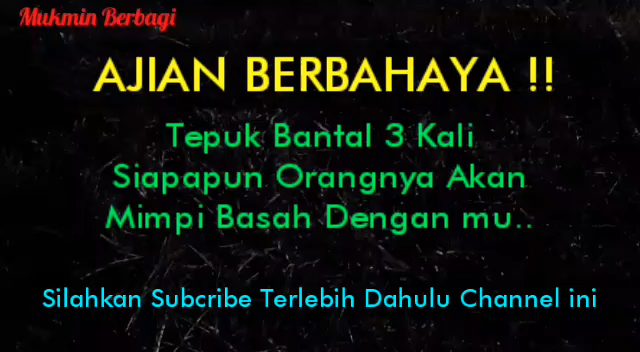 Mukmin Berbagi
AJIAN BERBAHAYA !!
Tepuk Bantal 3 Kali
Siapapun Orangnya Akan
Mimpi Basah Dengan mu..
Silahkan Subcribe Terlebih Dahulu Channel ini